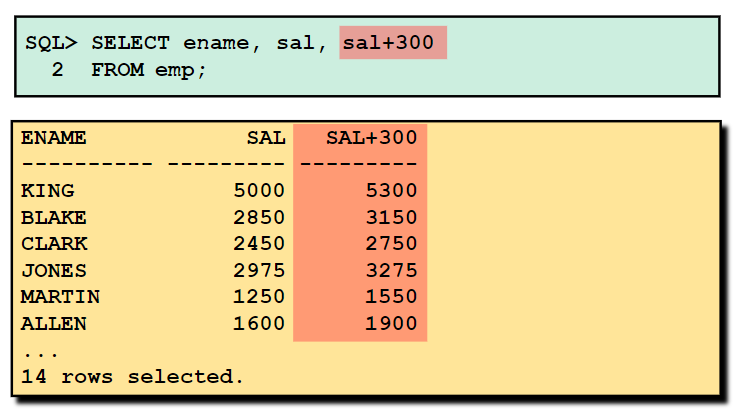 SQL> SELECT ename, sal, sal+300
2 FROM emp;
ENAME SAL SAL+300
---------- --------- ---------
KING 5000 5300
BLAKE 2850 3150
CLARK 2450 2750
JONES 2975 3275
MARTIN 1250 1550
ALLEN 1600 1900
...
14 rows selected.